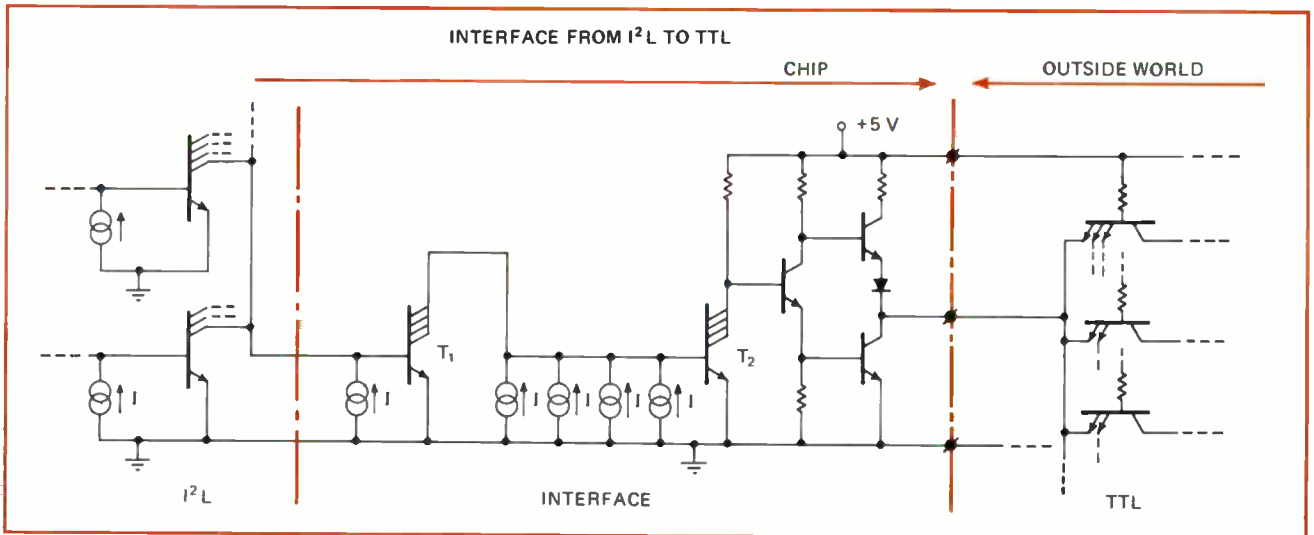 INTERFACE FROM I²L TO TTL
CHIP
OUTSIDE WORLD
+5 V
T₁
T₂
I
I
I
I
I
I
I²L
INTERFACE
TTL